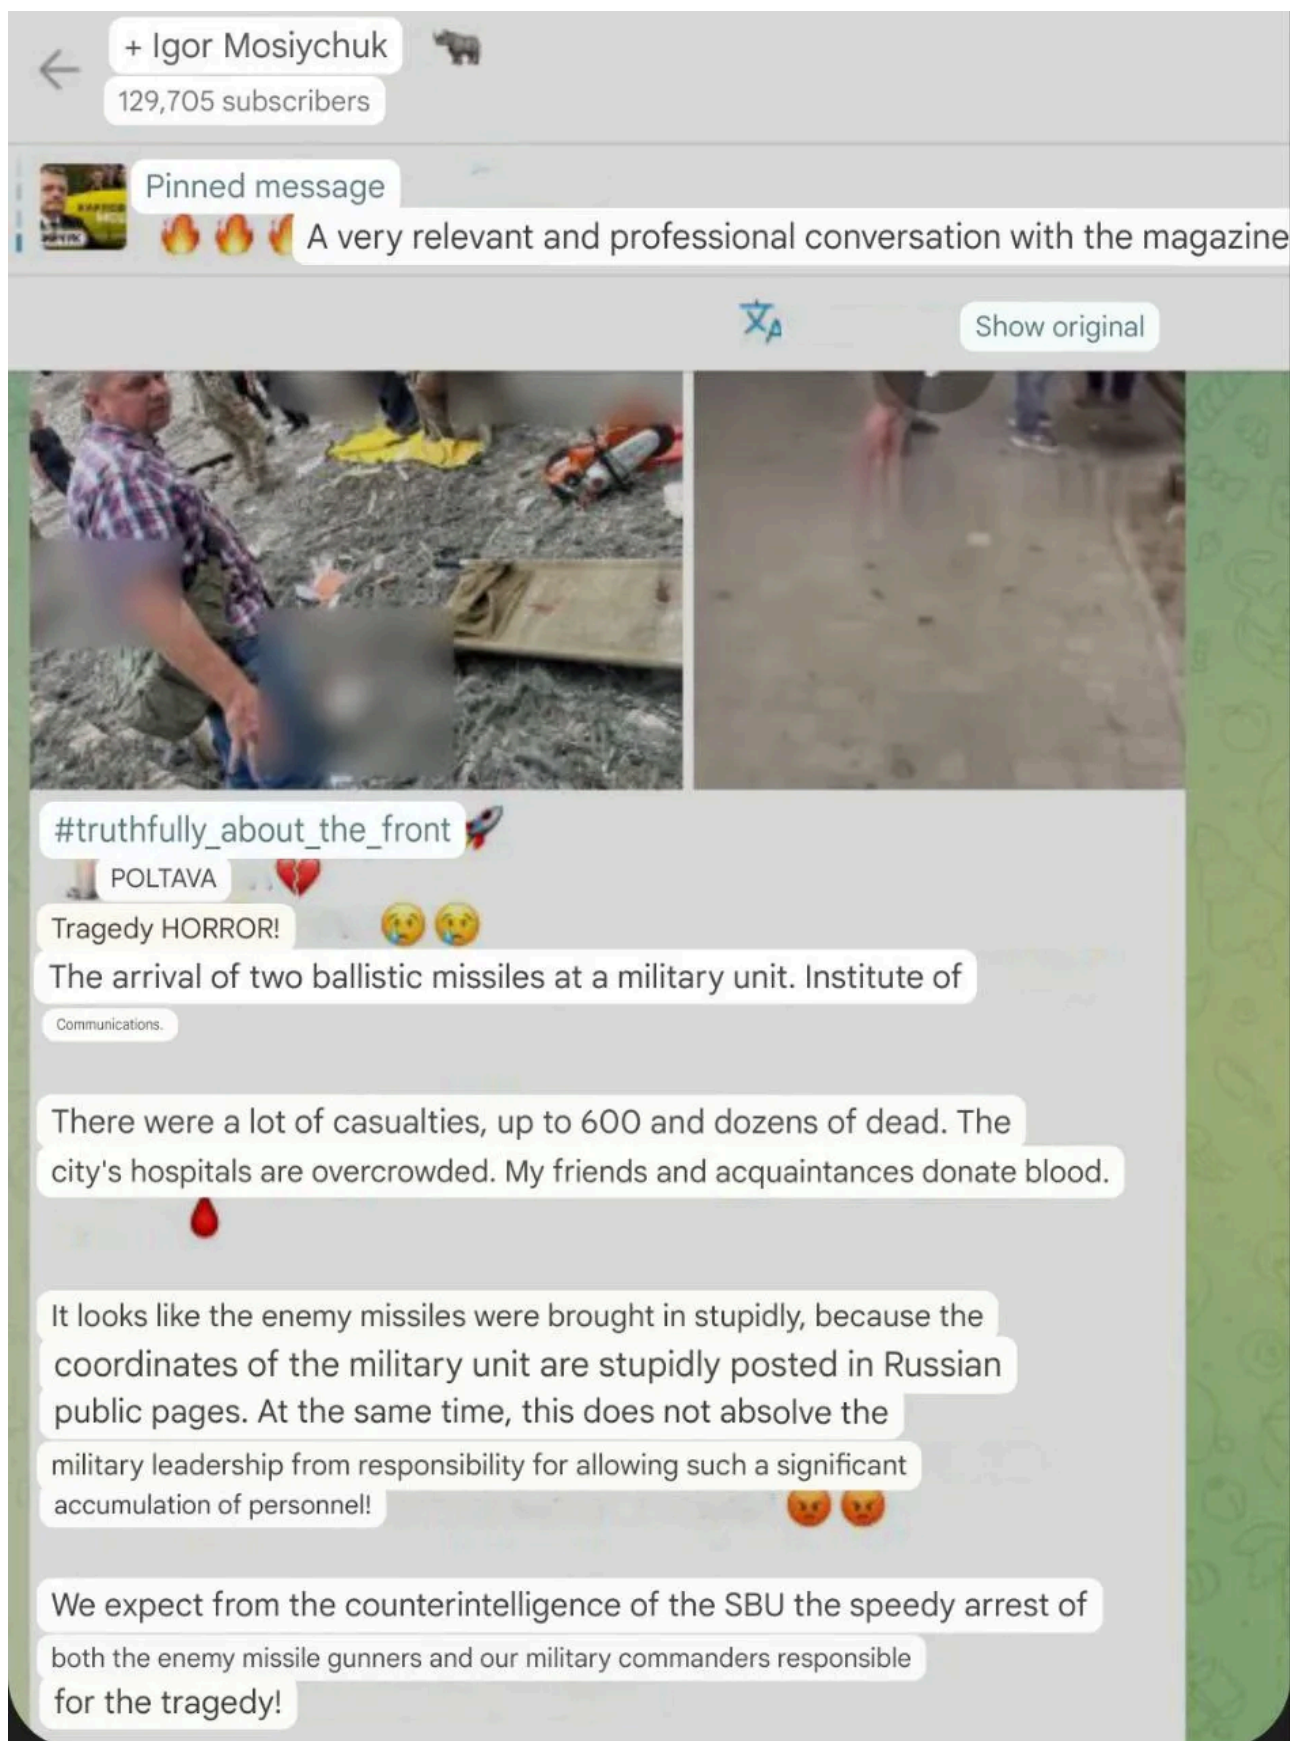 + Igor Mosiychuk
129,705 subscribers
Pinned message
A very relevant and professional conversation with the magazine
Show original
#truthfully_about_the_front
POLTAVA
Tragedy HORROR!
The arrival of two ballistic missiles at a military unit. Institute of
Communications.
There were a lot of casualties, up to 600 and dozens of dead. The
city's hospitals are overcrowded. My friends and acquaintances donate blood.
It looks like the enemy missiles were brought in stupidly, because the
coordinates of the military unit are stupidly posted in Russian
public pages. At the same time, this does not absolve the
military leadership from responsibility for allowing such a significant
accumulation of personnel!
We expect from the counterintelligence of the SBU the speedy arrest of
both the enemy missile gunners and our military commanders responsible
for the tragedy!